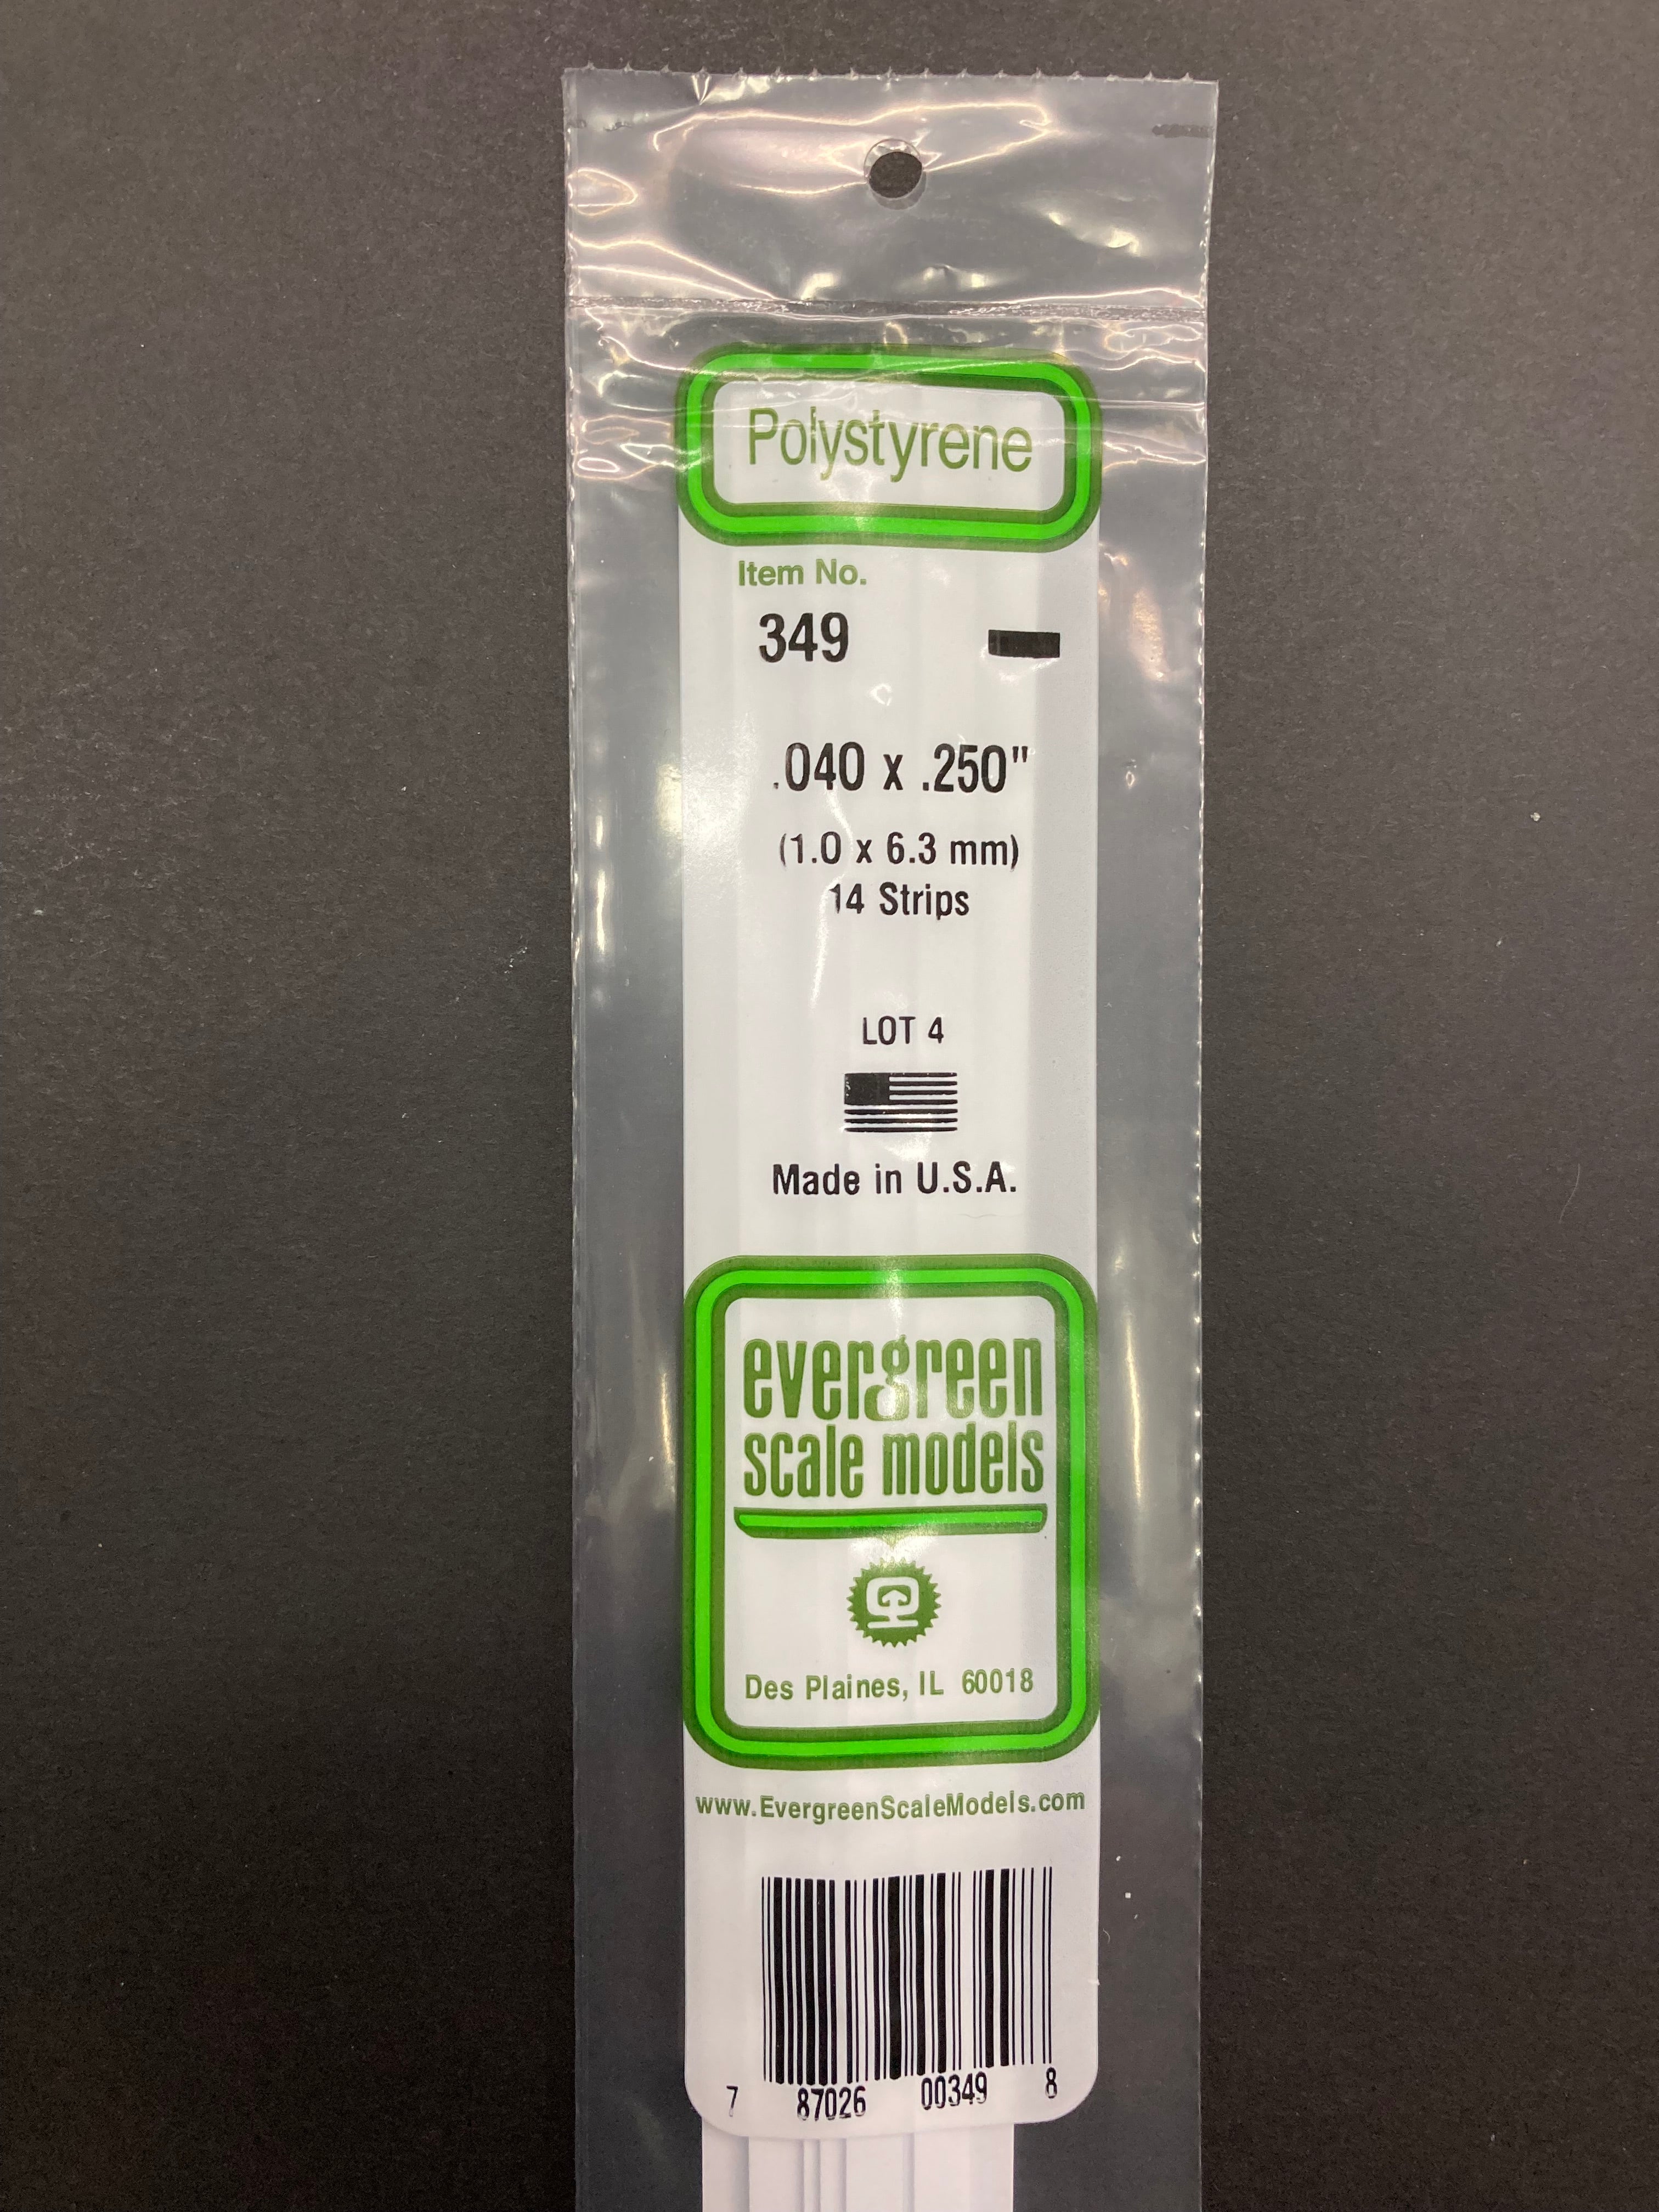 Polystyrene
Item No.
349
.040 x .250"
(1.0 x 6.3 mm)
14 Strips
LOT 4
Made in U.S.A.
evergreen
scale models
Des Plaines, IL 60018
www.EvergreenScaleModels.com
7 87026 00349 8